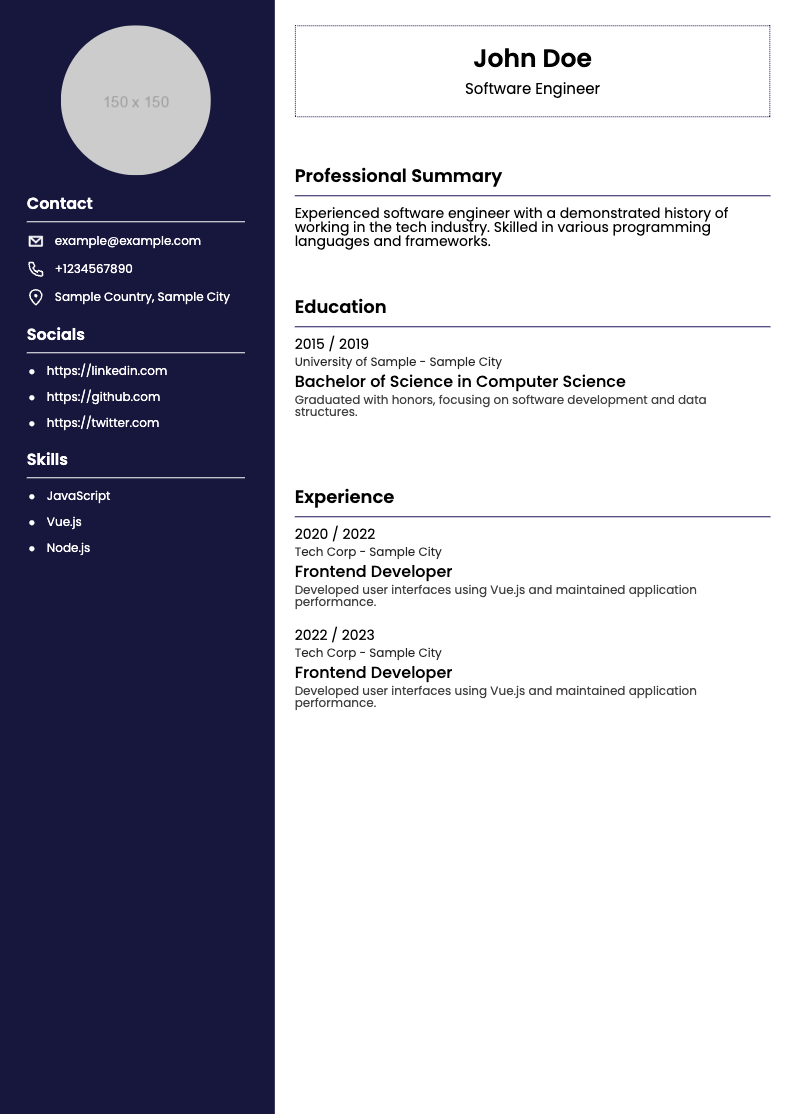 150 x 150
Contact
example@example.com
+1234567890
Sample Country, Sample City
Socials
https://linkedin.com
https://github.com
https://twitter.com
Skills
JavaScript
Vue.js
Node.js
John Doe
Software Engineer
Professional Summary
Experienced software engineer with a demonstrated history of
working in the tech industry. Skilled in various programming
languages and frameworks.
Education
2015 / 2019
University of Sample - Sample City
Bachelor of Science in Computer Science
Graduated with honors, focusing on software development and data
structures.
Experience
2020 / 2022
Tech Corp - Sample City
Frontend Developer
Developed user interfaces using Vue.js and maintained application
performance.
2022 / 2023
Tech Corp - Sample City
Frontend Developer
Developed user interfaces using Vue.js and maintained application
performance.